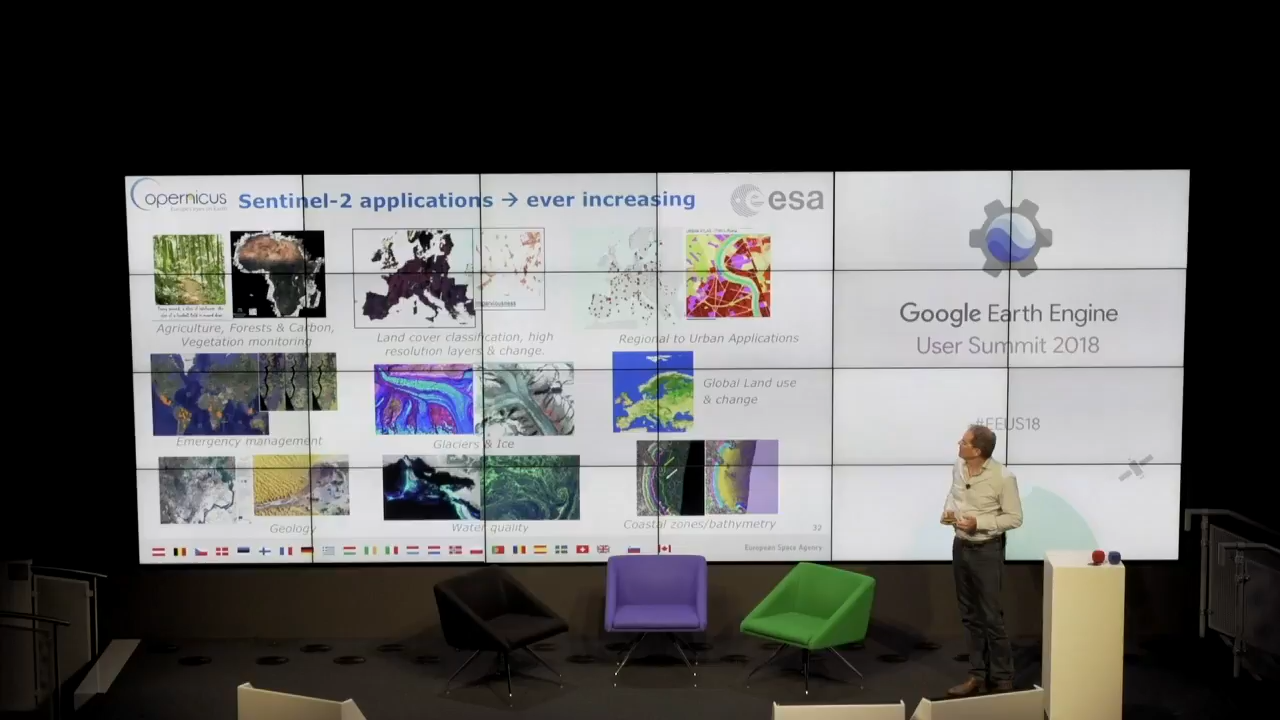 Copernicus
Sentinel-2 applications → ever increasing
esa
Agriculture, Forests & Carbon,
Vegetation monitoring
Land cover classification, high
resolution layers & change.
Regional to Urban Applications
Emergency management
Glaciers & Ice
Global Land use
& change
Geology
Water quality
Coastal zones/bathymetry
32
European Space Agency
Google Earth Engine
User Summit 2018
#EEUS18